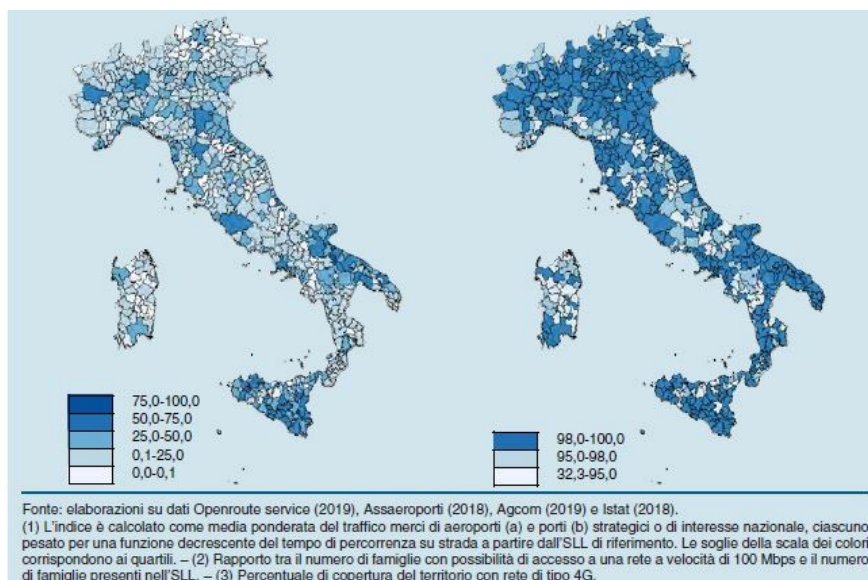 75,0-100,0
50,0-75,0
25,0-50,0
0,1-25,0
0,0-0,1
98,0-100,0
95,0-98,0
32,3-95,0
Fonte: elaborazioni su dati Openroute service (2019), Assaeroporti (2018), Agcom (2019) e Istat (2018).
(1) L'indice è calcolato come media ponderata del traffico merci di aeroporti (a) e porti (b) strategici o di interesse nazionale, ciascuno
pesato per una funzione decrescente del tempo di percorrenza su strada a partire dall'SLL di riferimento. Le soglie della scala dei colori
corrispondono ai quartili. – (2) Rapporto tra il numero di famiglie con possibilità di accesso a una rete a velocità di 100 Mbps e il numero
di famiglie presenti nell'SLL. – (3) Percentuale di copertura del territorio con rete di tipo 4G.